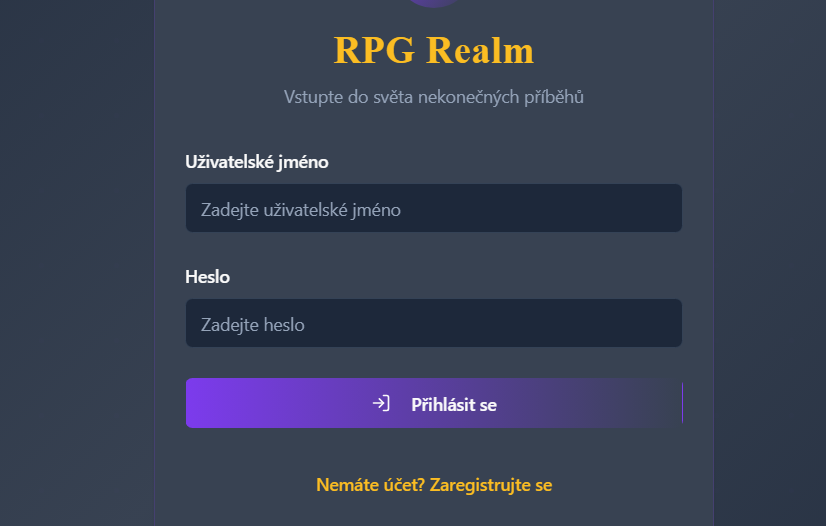 RPG Realm
Vstupte do světa nekonečných příběhů
Uživatelské jméno
Zadejte uživatelské jméno
Heslo
Zadejte heslo
Přihlásit se
Nemáte účet? Zaregistrujte se